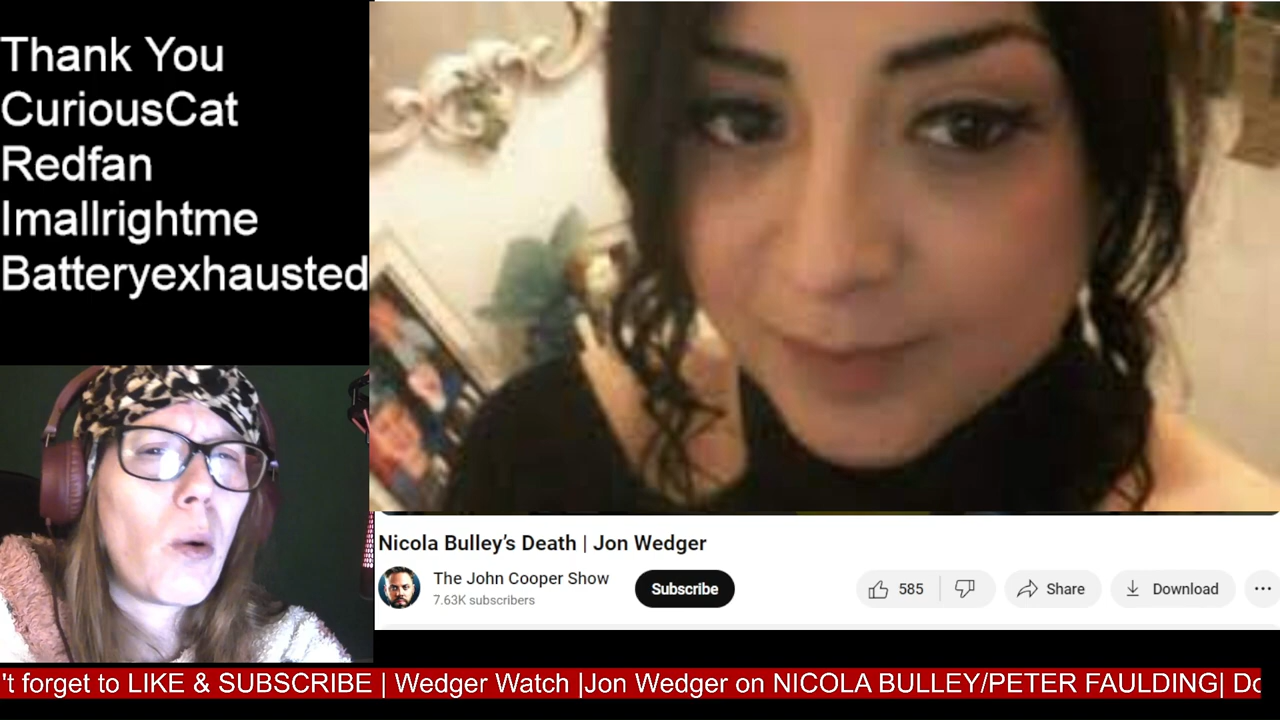 Thank You
CuriousCat
Redfan
Imallrightme
Batteryexhausted
Nicola Bulley’s Death | Jon Wedger
The John Cooper Show
7.63K subscribers
Subscribe
585
Share
Download
't forget to LIKE & SUBSCRIBE | Wedger Watch |Jon Wedger on NICOLA BULLEY/PETER FAULDING|